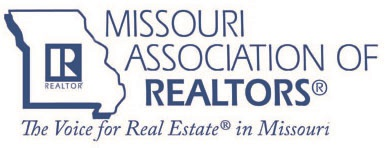 MISSOURI
ASSOCIATION OF
REALTORS®
R
REALTOR®
The Voice for Real Estate® in Missouri